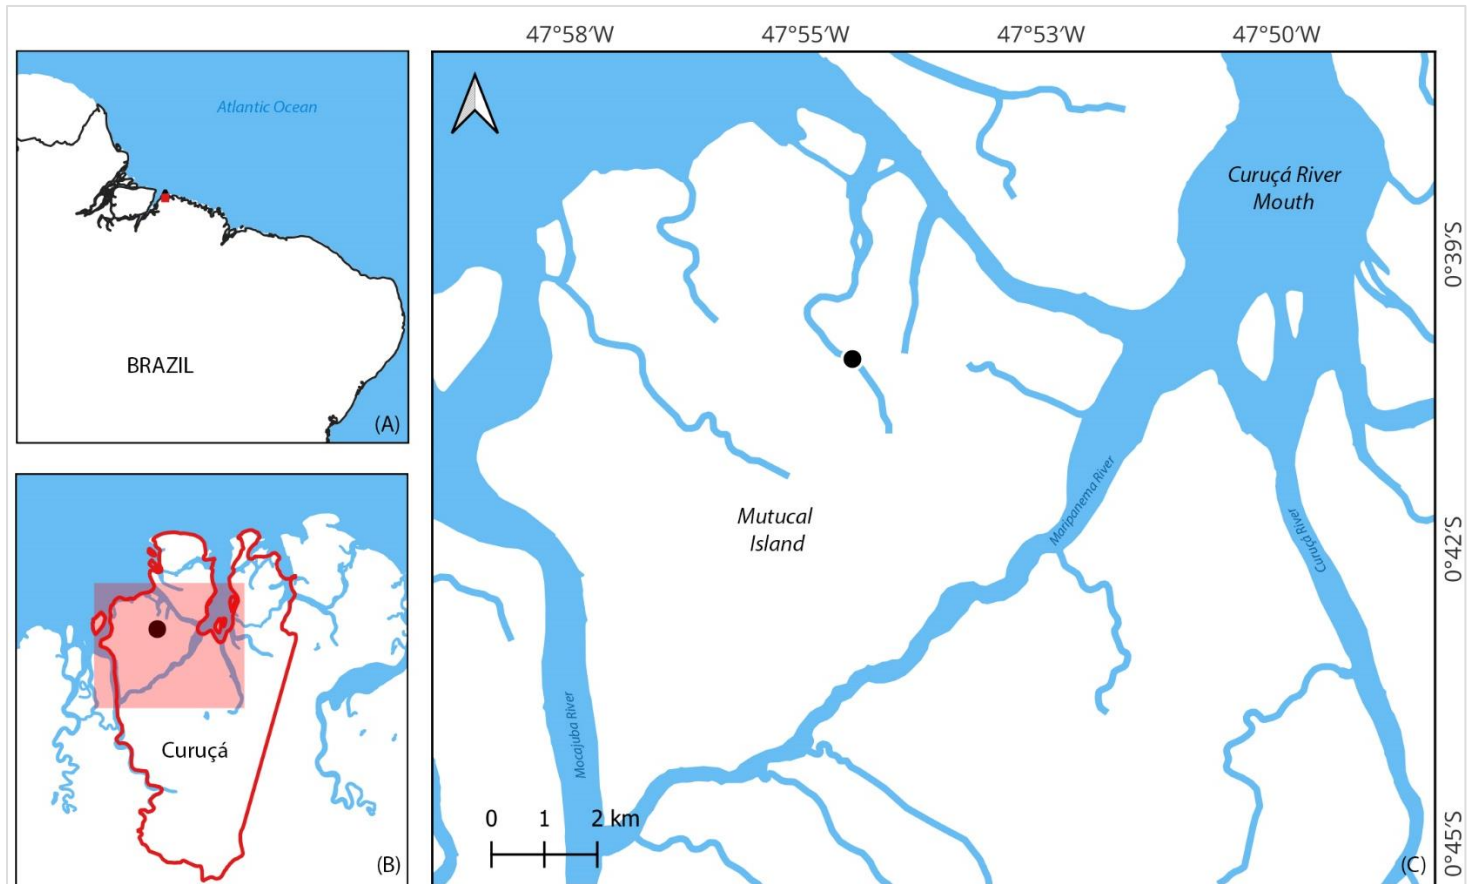 47°58′W 47°55′W 47°53′W 47°50′W
Atlantic Ocean
BRAZIL
(A)
Curuçá
(B)
Curuçá River
Mouth
Mutucal
Island
Maripanema River
Curuçá River
Mocajuba River
0 1 2 km
(C)
0°39′S
0°42′S
0°45′S